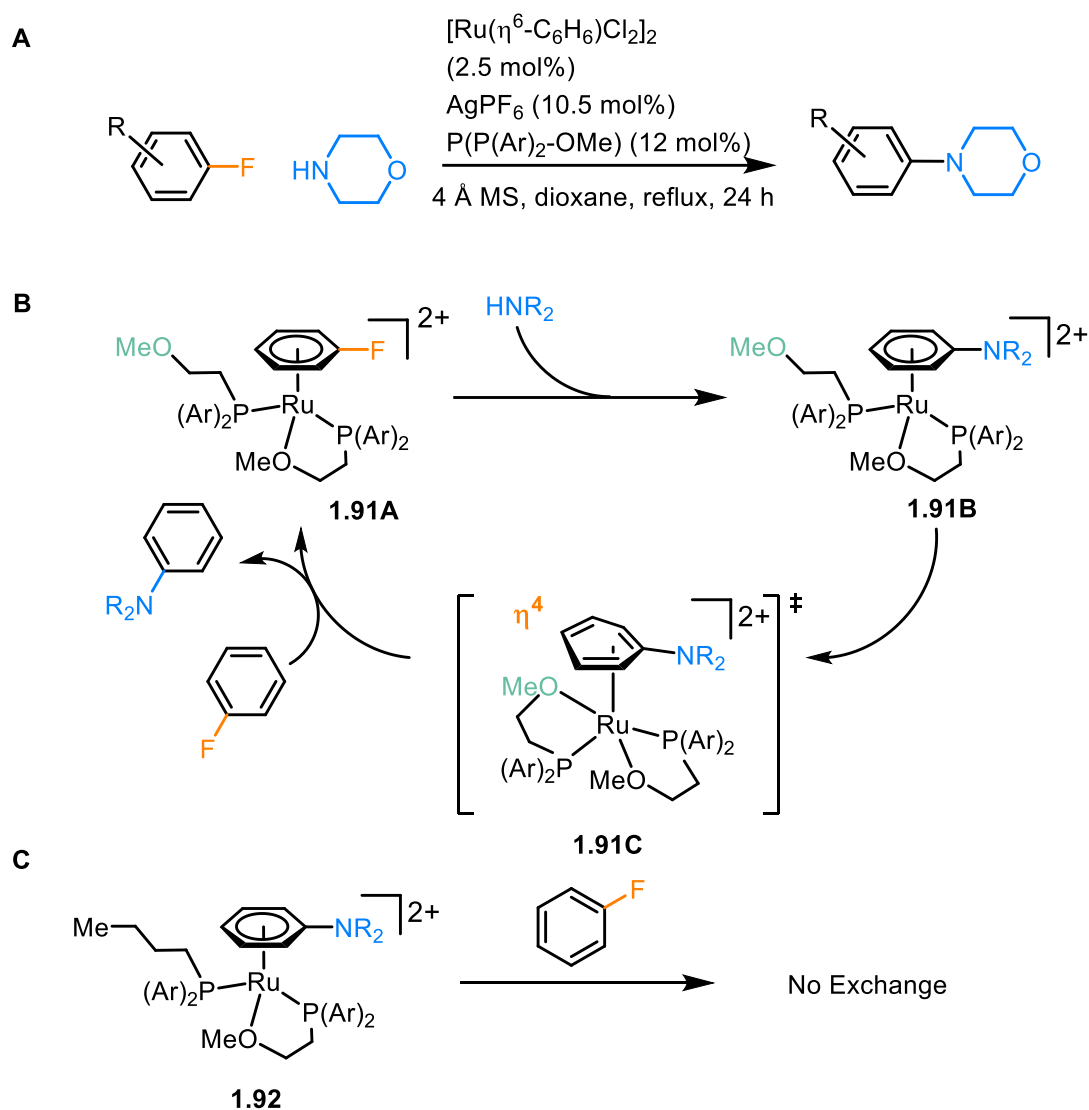 A
[Ru(η⁶-C₆H₆)Cl₂]₂
(2.5 mol%)
AgPF₆ (10.5 mol%)
P(P(Ar)₂-OMe) (12 mol%)
4 Å MS, dioxane, reflux, 24 h
R
F
HN
O
R
N
O
B
MeO
F
2+
(Ar)₂P
Ru
P(Ar)₂
MeO
1.91A
HNR₂
MeO
NR₂
2+
(Ar)₂P
Ru
P(Ar)₂
MeO
1.91B
R₂N
F
η⁴
2+
‡
NR₂
MeO
Ru
P(Ar)₂
(Ar)₂P
MeO
1.91C
C
Me
NR₂
2+
(Ar)₂P
Ru
P(Ar)₂
MeO
1.92
F
No Exchange